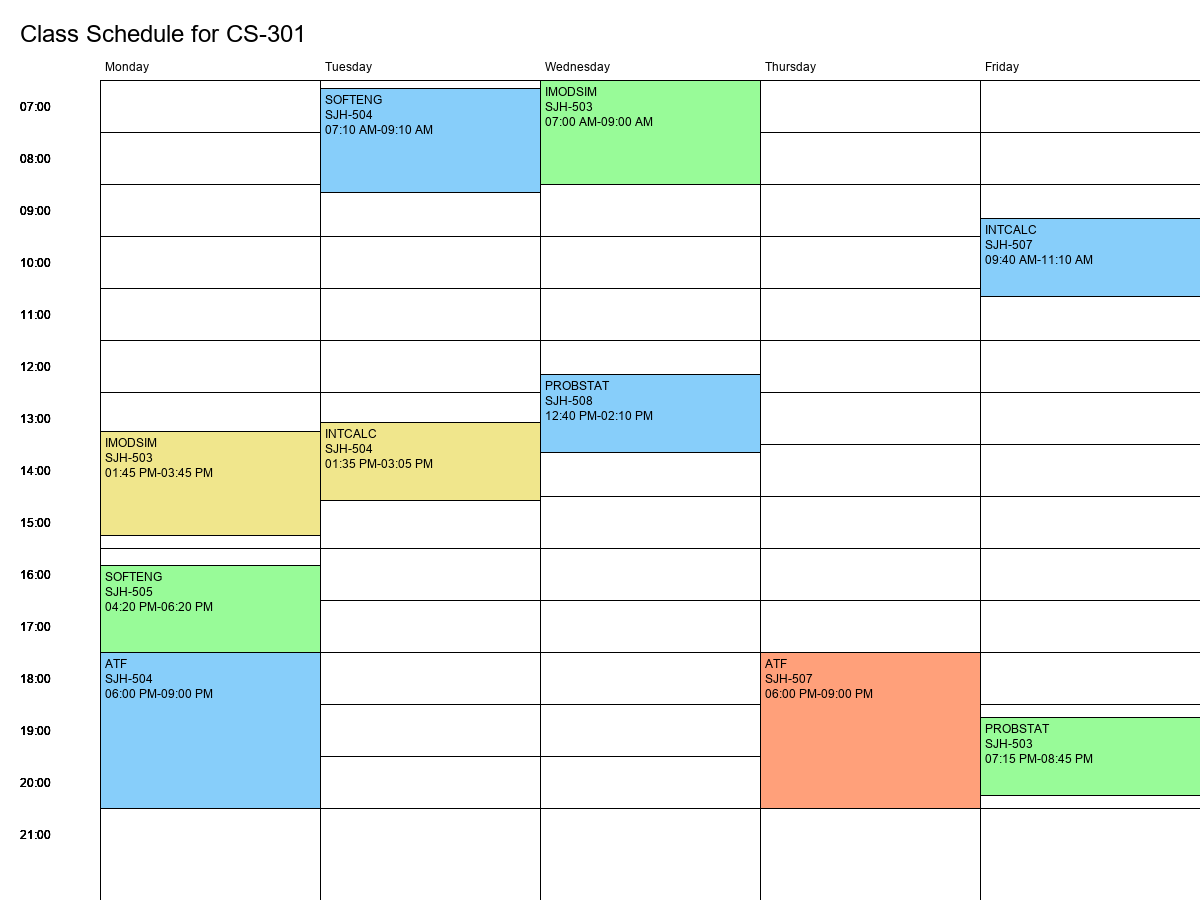 Class Schedule for CS-301
Monday
Tuesday
Wednesday
Thursday
Friday
07:00
08:00
09:00
10:00
11:00
12:00
13:00
14:00
15:00
16:00
17:00
18:00
19:00
20:00
21:00
IMODSIM
SJH-503
01:45 PM-03:45 PM
SOFTENG
SJH-505
04:20 PM-06:20 PM
ATF
SJH-504
06:00 PM-09:00 PM
SOFTENG
SJH-504
07:10 AM-09:10 AM
INTCALC
SJH-504
01:35 PM-03:05 PM
IMODSIM
SJH-503
07:00 AM-09:00 AM
PROBSTAT
SJH-508
12:40 PM-02:10 PM
ATF
SJH-507
06:00 PM-09:00 PM
INTCALC
SJH-507
09:40 AM-11:10 AM
PROBSTAT
SJH-503
07:15 PM-08:45 PM